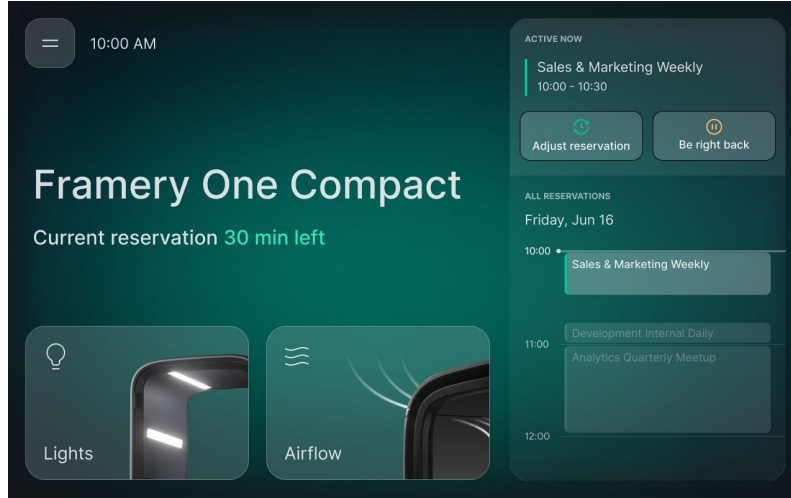 10:00 AM
Framery One Compact
Current reservation 30 min left
Lights
Airflow
ACTIVE NOW
Sales & Marketing Weekly
10:00 - 10:30
Adjust reservation
Be right back
ALL RESERVATIONS
Friday, Jun 16
10:00
Sales & Marketing Weekly
Development Internal Daily
11:00
Analytics Quarterly Meetup
12:00